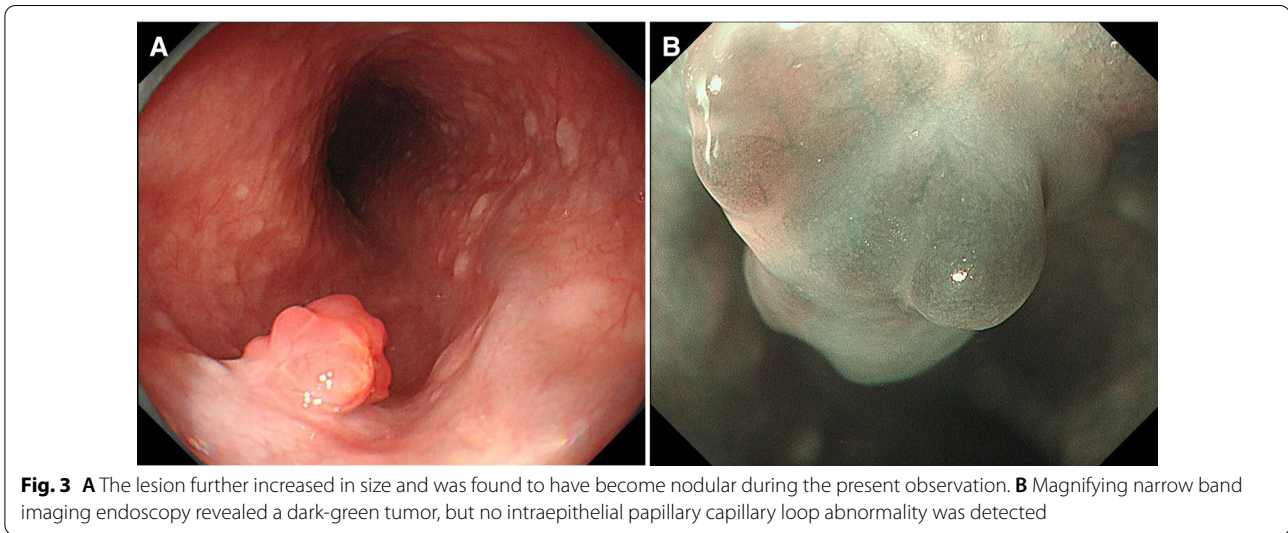 A
B
Fig. 3 A The lesion further increased in size and was found to have become nodular during the present observation. B Magnifying narrow band
imaging endoscopy revealed a dark-green tumor, but no intraepithelial papillary capillary loop abnormality was detected